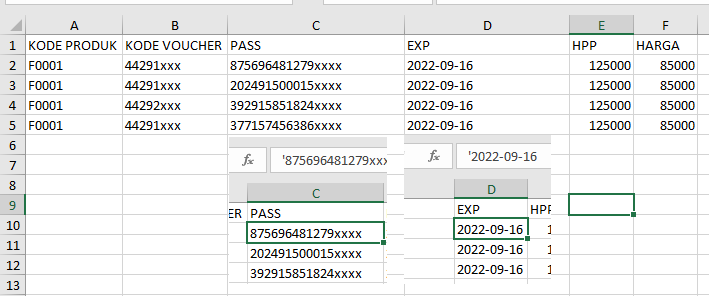 A B C D E F
1 KODE PRODUK KODE VOUCHER PASS EXP HPP HARGA
2 F0001 44291xxx 875696481279xxxx 2022-09-16 125000 85000
3 F0001 44291xxx 202491500015xxxx 2022-09-16 125000 85000
4 F0001 44292xxx 392915851824xxxx 2022-09-16 125000 85000
5 F0001 44291xxx 377157456386xxxx 2022-09-16 125000 85000
6
7 fx '875696481279xxx fx '2022-09-16
8
C D
9
ER PASS EXP HPP
10 875696481279xxxx 2022-09-16 1
11 202491500015xxxx 2022-09-16 1
12 392915851824xxxx 2022-09-16 1
13